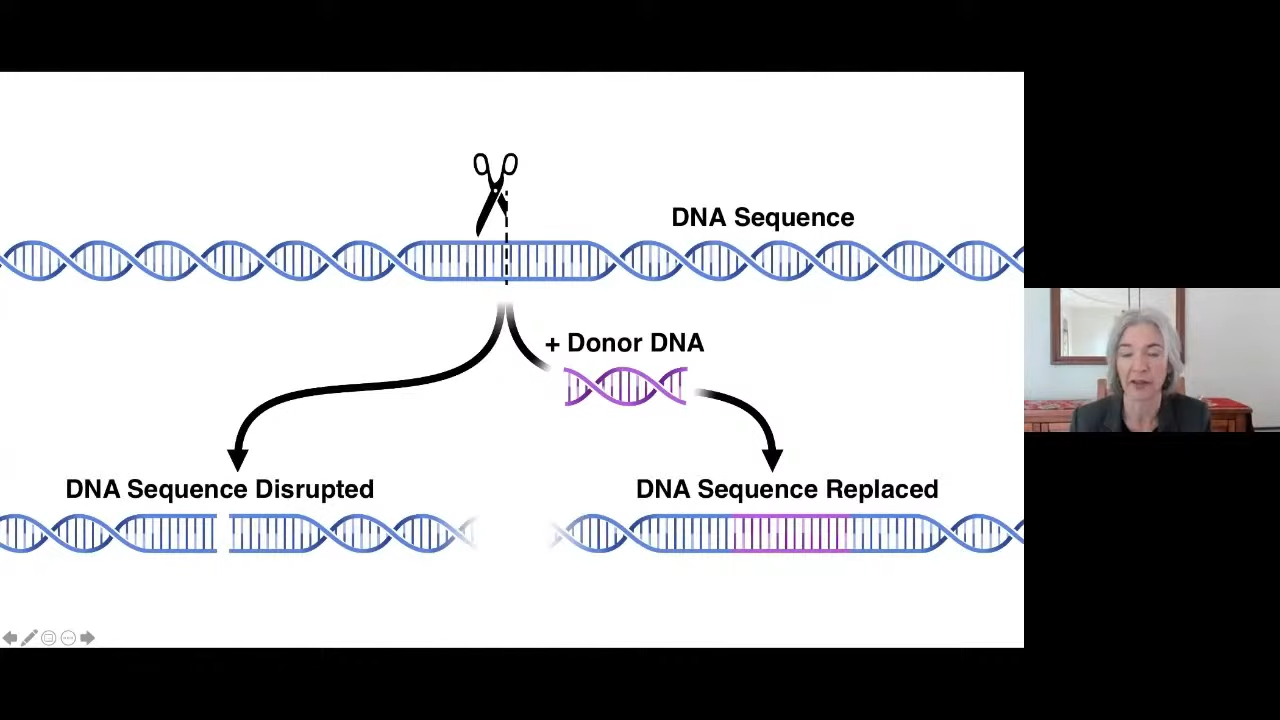 DNA Sequence
+ Donor DNA
DNA Sequence Disrupted
DNA Sequence Replaced